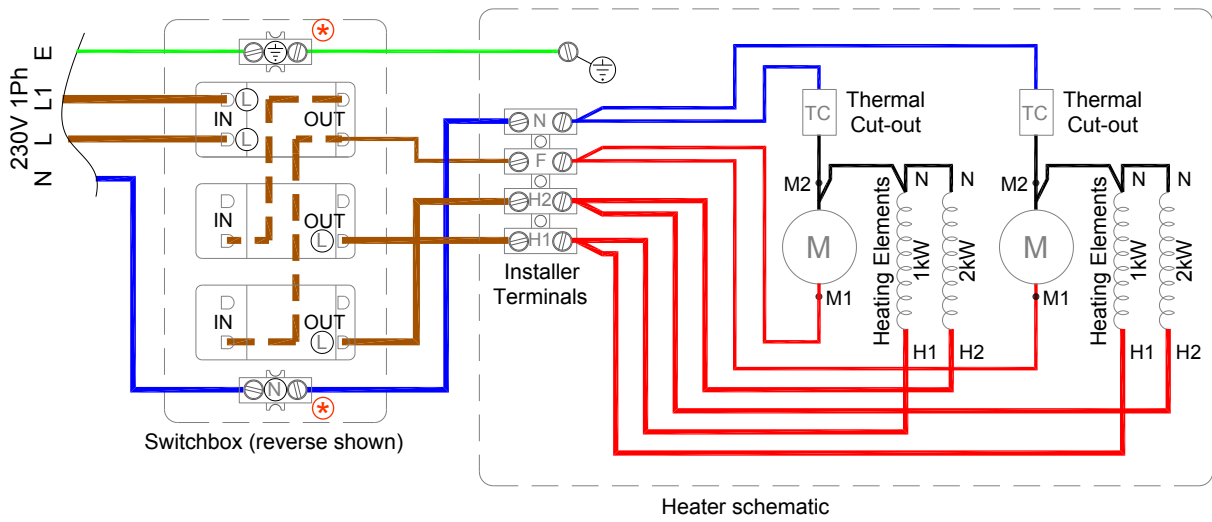 230V 1Ph
E
L1
L
N
*
L
L
IN
OUT
IN
OUT
L
IN
OUT
L
N
*
Switchbox (reverse shown)
N
F
H2
H1
Installer
Terminals
TC
Thermal
Cut-out
M2
M
M1
Heating Elements
N
N
1kW
2kW
H1
H2
TC
Thermal
Cut-out
M2
M
M1
Heating Elements
N
N
1kW
2kW
H1
H2
Heater schematic